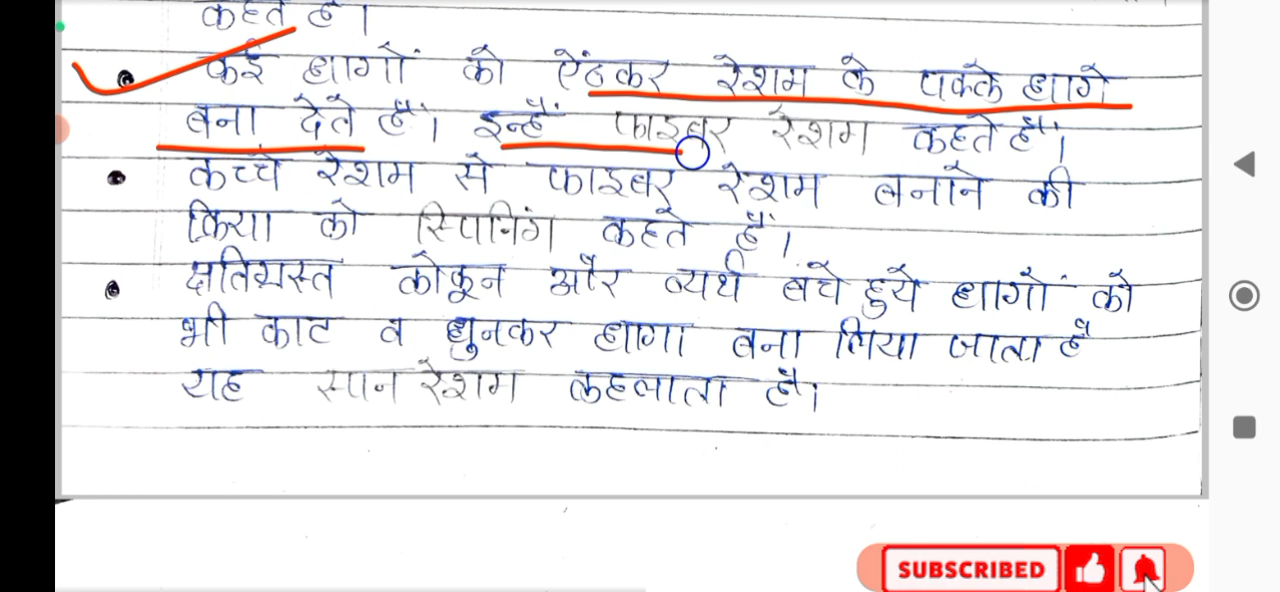 कहते हैं।
कई धागों को ऐंठकर रेशम के पक्के धागे
बना देते हैं। इन्हें फाइबर रेशम कहते हैं।
कच्चे रेशम से फाइबर रेशम बनाने की
क्रिया को स्पिनिंग कहते हैं।
क्षतिग्रस्त कोकून और व्यर्थ बचे हुये धागों को
भी काट व धुनकर धागा बना लिया जाता है
यह स्पान रेशम कहलाता है।
SUBSCRIBED